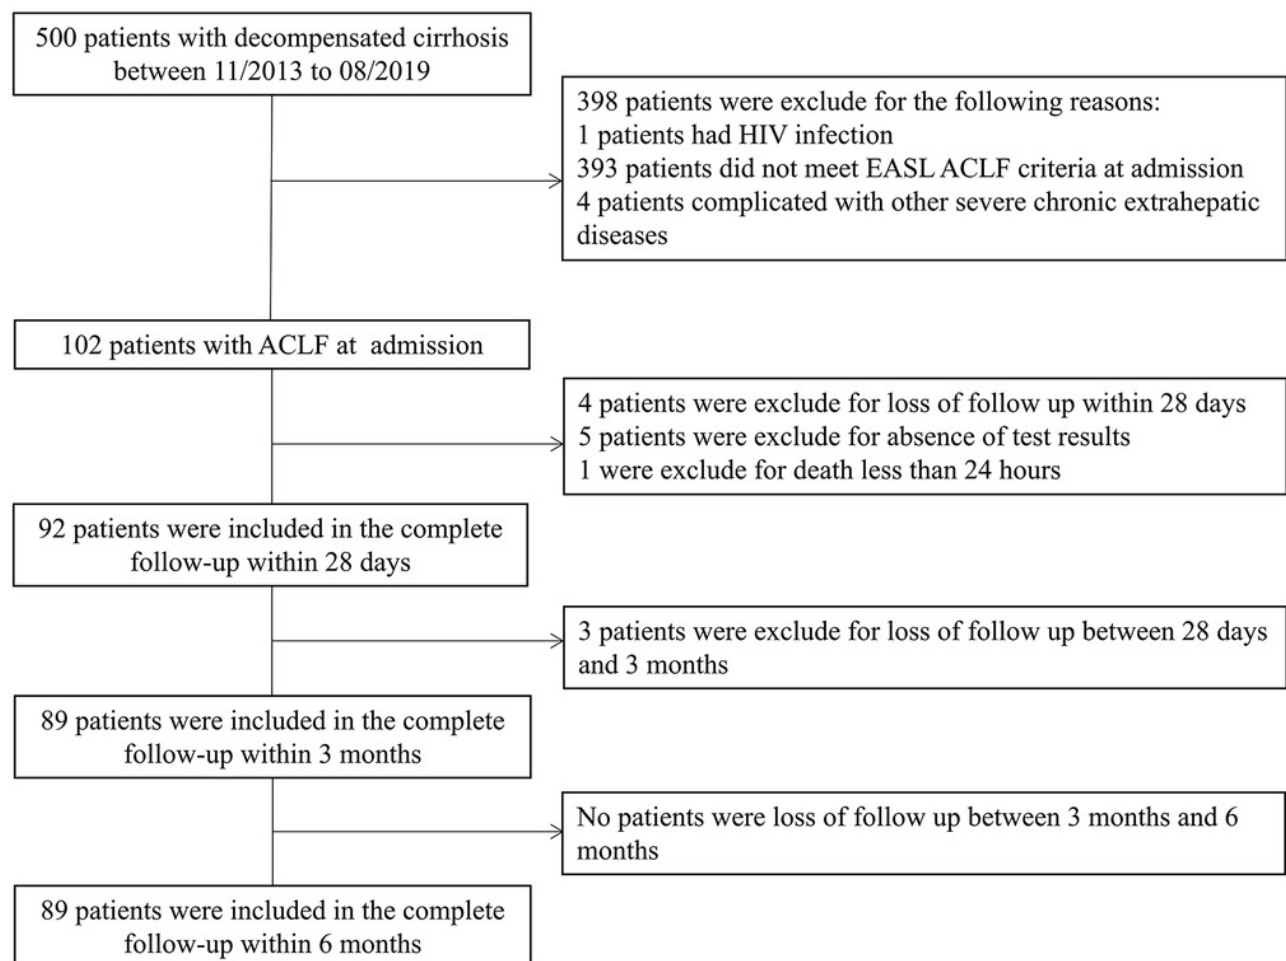 500 patients with decompensated cirrhosis
between 11/2013 to 08/2019
398 patients were exclude for the following reasons:
1 patients had HIV infection
393 patients did not meet EASL ACLF criteria at admission
4 patients complicated with other severe chronic extrahepatic
diseases
102 patients with ACLF at admission
4 patients were exclude for loss of follow up within 28 days
5 patients were exclude for absence of test results
1 were exclude for death less than 24 hours
92 patients were included in the complete
follow-up within 28 days
3 patients were exclude for loss of follow up between 28 days
and 3 months
89 patients were included in the complete
follow-up within 3 months
No patients were loss of follow up between 3 months and 6
months
89 patients were included in the complete
follow-up within 6 months